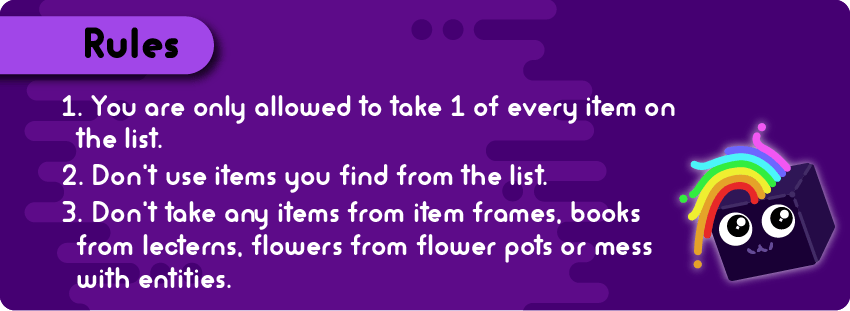 Rules
1. You are only allowed to take 1 of every item on
the list.
2. Don't use items you find from the list.
3. Don't take any items from item frames, books
from lecterns, flowers from flower pots or mess
with entities.